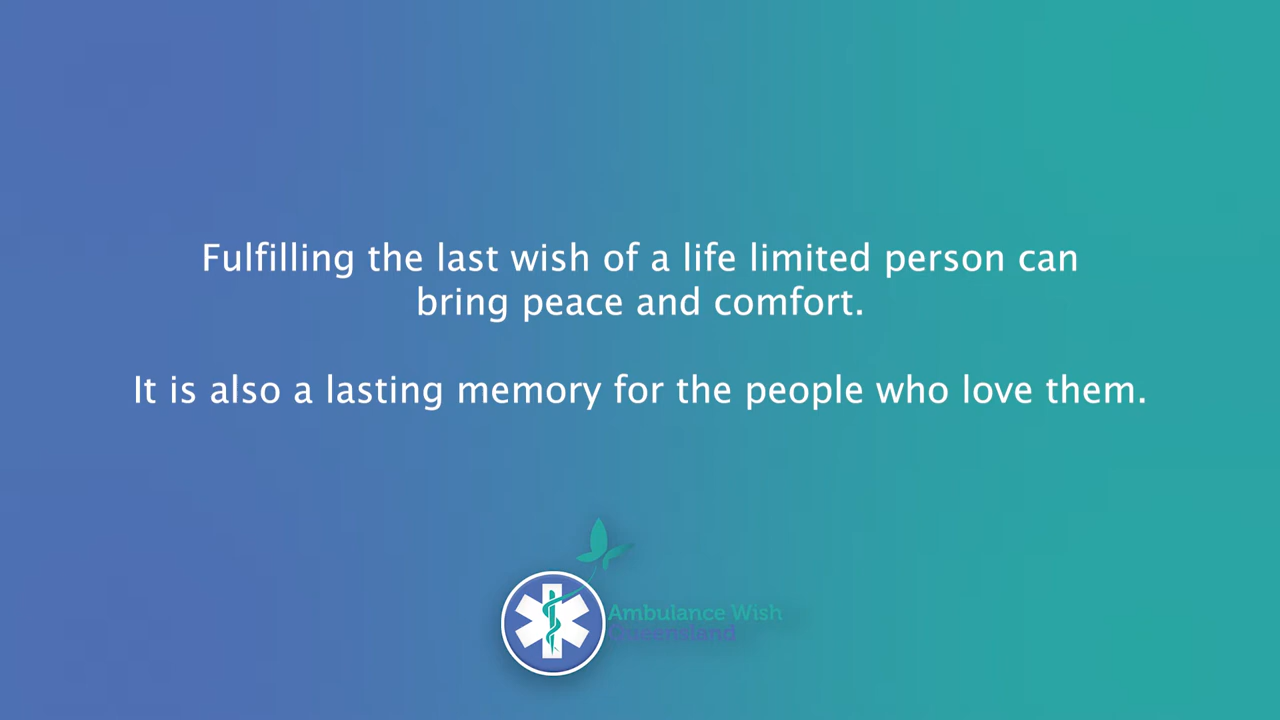 Fulfilling the last wish of a life limited person can
bring peace and comfort.
It is also a lasting memory for the people who love them.
Ambulance Wish
Queensland